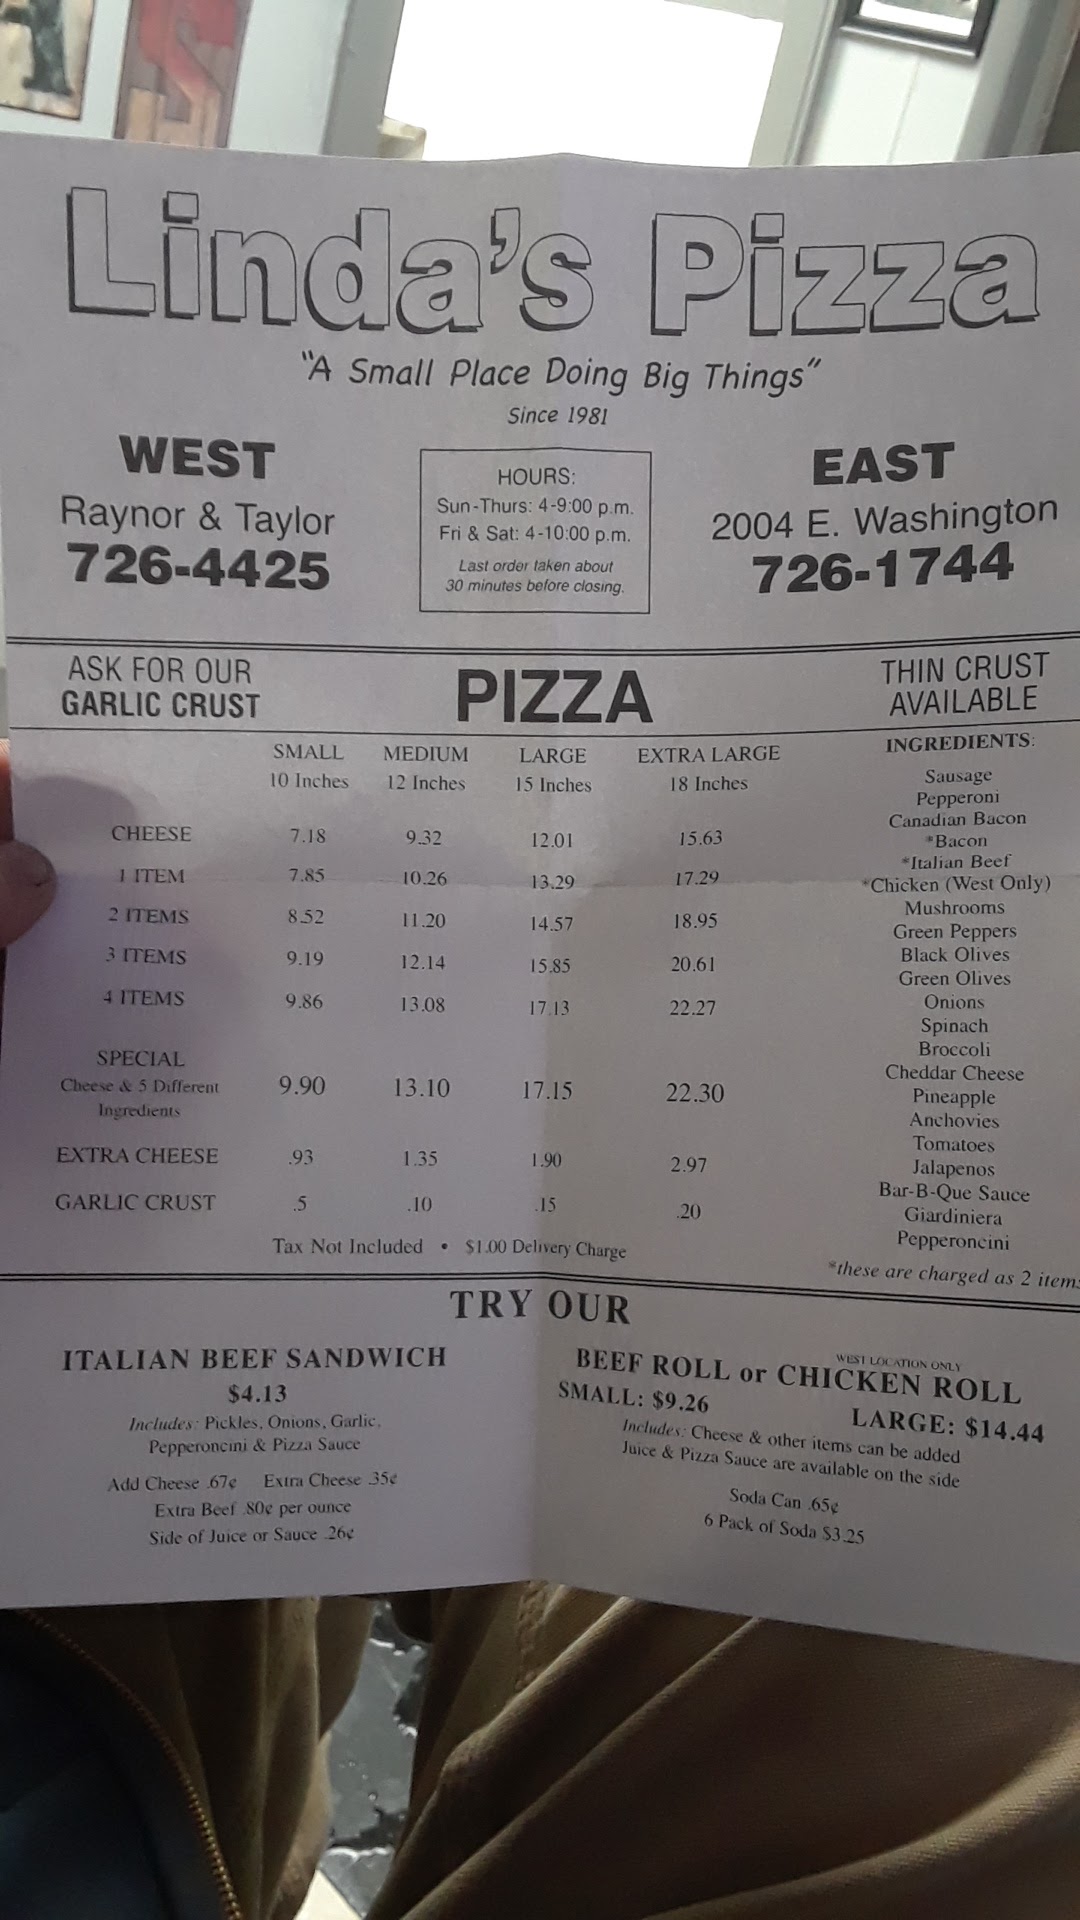 Linda's Pizza
"A Small Place Doing Big Things"
Since 1981
WEST
Raynor & Taylor
726-4425
HOURS:
Sun-Thurs: 4-9:00 p.m.
Fri & Sat: 4-10:00 p.m.
Last order taken about
30 minutes before closing.
EAST
2004 E. Washington
726-1744
ASK FOR OUR
GARLIC CRUST
PIZZA
THIN CRUST
AVAILABLE
SMALL MEDIUM LARGE EXTRA LARGE
10 Inches 12 Inches 15 Inches 18 Inches
CHEESE 7.18 9.32 12.01 15.63
1 ITEM 7.85 10.26 13.29 17.29
2 ITEMS 8.52 11.20 14.57 18.95
3 ITEMS 9.19 12.14 15.85 20.61
4 ITEMS 9.86 13.08 17.13 22.27
SPECIAL
Cheese & 5 Different 9.90 13.10 17.15 22.30
Ingredients
EXTRA CHEESE .93 1.35 1.90 2.97
GARLIC CRUST .5 .10 .15 .20
Tax Not Included • $1.00 Delivery Charge
INGREDIENTS:
Sausage
Pepperoni
Canadian Bacon
*Bacon
*Italian Beef
*Chicken (West Only)
Mushrooms
Green Peppers
Black Olives
Green Olives
Onions
Spinach
Broccoli
Cheddar Cheese
Pineapple
Anchovies
Tomatoes
Jalapenos
Bar-B-Que Sauce
Giardiniera
Pepperoncini
*these are charged as 2 items
TRY OUR
ITALIAN BEEF SANDWICH
$4.13
Includes: Pickles, Onions, Garlic,
Pepperoncini & Pizza Sauce
Add Cheese .67¢ Extra Cheese .35¢
Extra Beef .80¢ per ounce
Side of Juice or Sauce .26¢
WEST LOCATION ONLY
BEEF ROLL or CHICKEN ROLL
SMALL: $9.26 LARGE: $14.44
Includes: Cheese & other items can be added
Juice & Pizza Sauce are available on the side
Soda Can .65¢
6 Pack of Soda $3.25